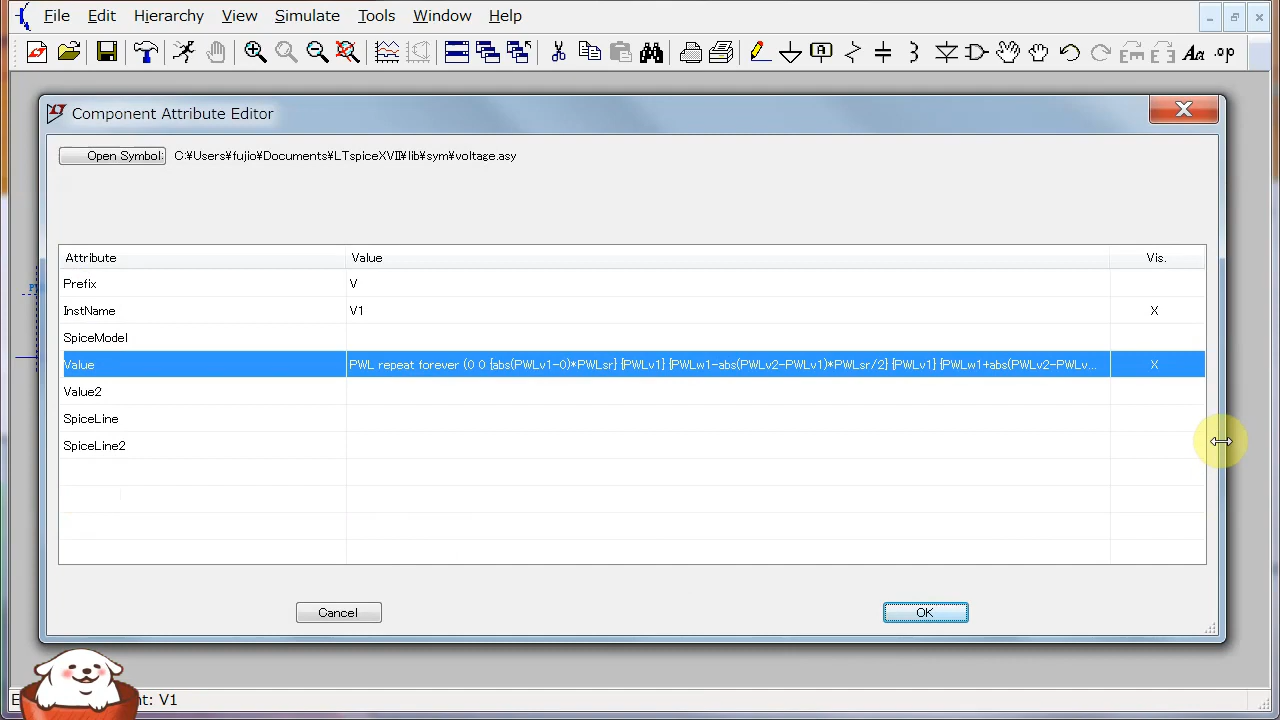 File Edit Hierarchy View Simulate Tools Window Help
A Aa .op
Component Attribute Editor
Open Symbol: C:¥Users¥fujio¥Documents¥LTspiceXVII¥lib¥sym¥voltage.asy
Attribute Value Vis.
Prefix V
InstName V1 X
SpiceModel
Value PWL repeat forever (0 0 {abs(PWLv1-0)*PWLsr} {PWLv1} {PWLw1-abs(PWLv2-PWLv1)*PWLsr/2} {PWLv1} {PWLw1+abs(PWLv2-PWLv... X
Value2
SpiceLine
SpiceLine2
Cancel OK
t: V1